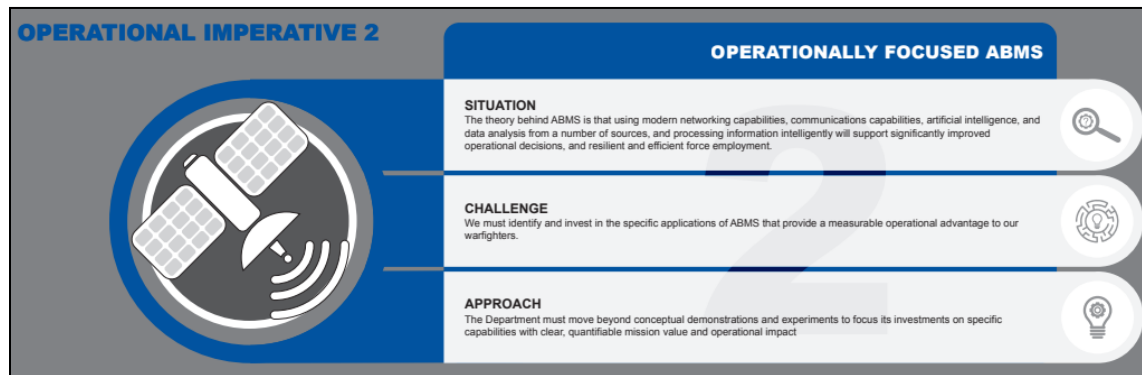 OPERATIONAL IMPERATIVE 2
OPERATIONALLY FOCUSED ABMS
SITUATION
The theory behind ABMS is that using modern networking capabilities, communications capabilities, artificial intelligence, and
data analysis from a number of sources, and processing information intelligently will support significantly improved
operational decisions, and resilient and efficient force employment.
?
CHALLENGE
We must identify and invest in the specific applications of ABMS that provide a measurable operational advantage to our
warfighters.
2
APPROACH
The Department must move beyond conceptual demonstrations and experiments to focus its investments on specific
capabilities with clear, quantifiable mission value and operational impact